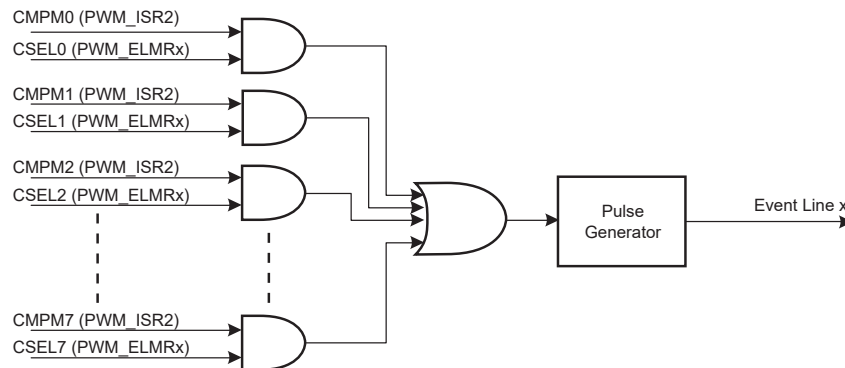 CMPM0 (PWM_ISR2)
CSEL0 (PWM_ELMRx)
CMPM1 (PWM_ISR2)
CSEL1 (PWM_ELMRx)
CMPM2 (PWM_ISR2)
CSEL2 (PWM_ELMRx)
CMPM7 (PWM_ISR2)
CSEL7 (PWM_ELMRx)
Pulse
Generator
Event Line x